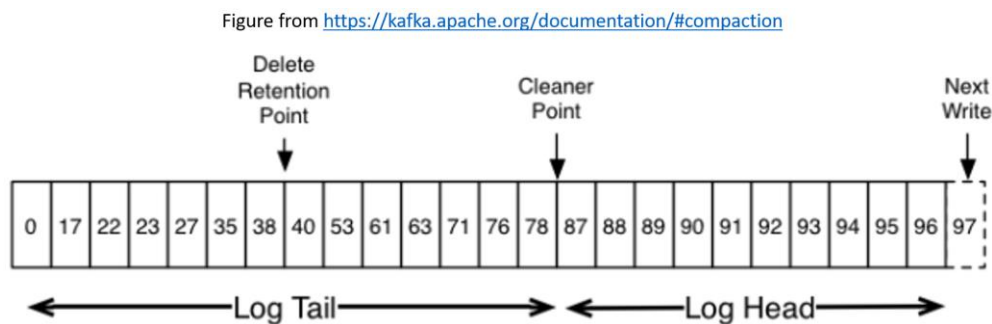 Figure from https://kafka.apache.org/documentation/#compaction
Delete
Retention
Point
Cleaner
Point
Next
Write
0 17 22 23 27 35 38 40 53 61 63 71 76 78 87 88 89 90 91 92 93 94 95 96 97
Log Tail Log Head